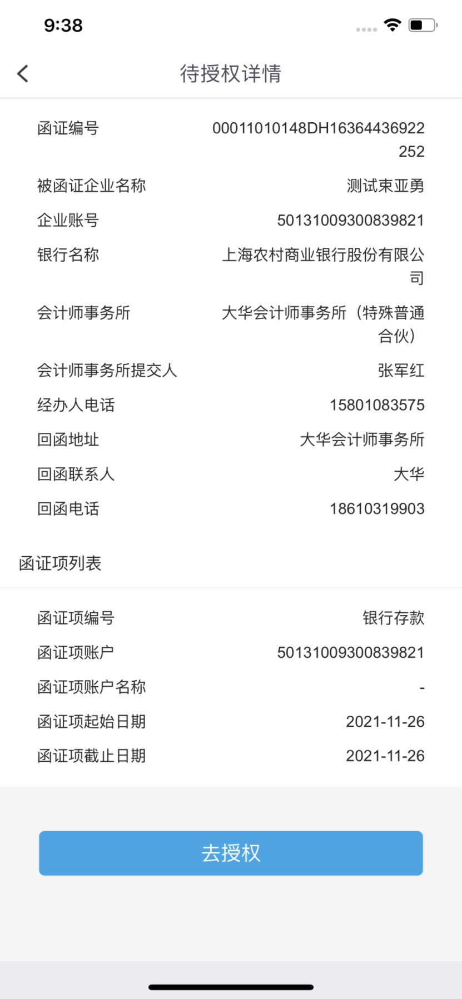 9:38
待授权详情
函证编号 00011010148DH16364436922
252
被函证企业名称 测试束亚勇
企业账号 50131009300839821
银行名称 上海农村商业银行股份有限公
司
会计师事务所 大华会计师事务所（特殊普通
合伙）
会计师事务所提交人 张军红
经办人电话 15801083575
回函地址 大华会计师事务所
回函联系人 大华
回函电话 18610319903
函证项列表
函证项编号 银行存款
函证项账户 50131009300839821
函证项账户名称 -
函证项起始日期 2021-11-26
函证项截止日期 2021-11-26
去授权